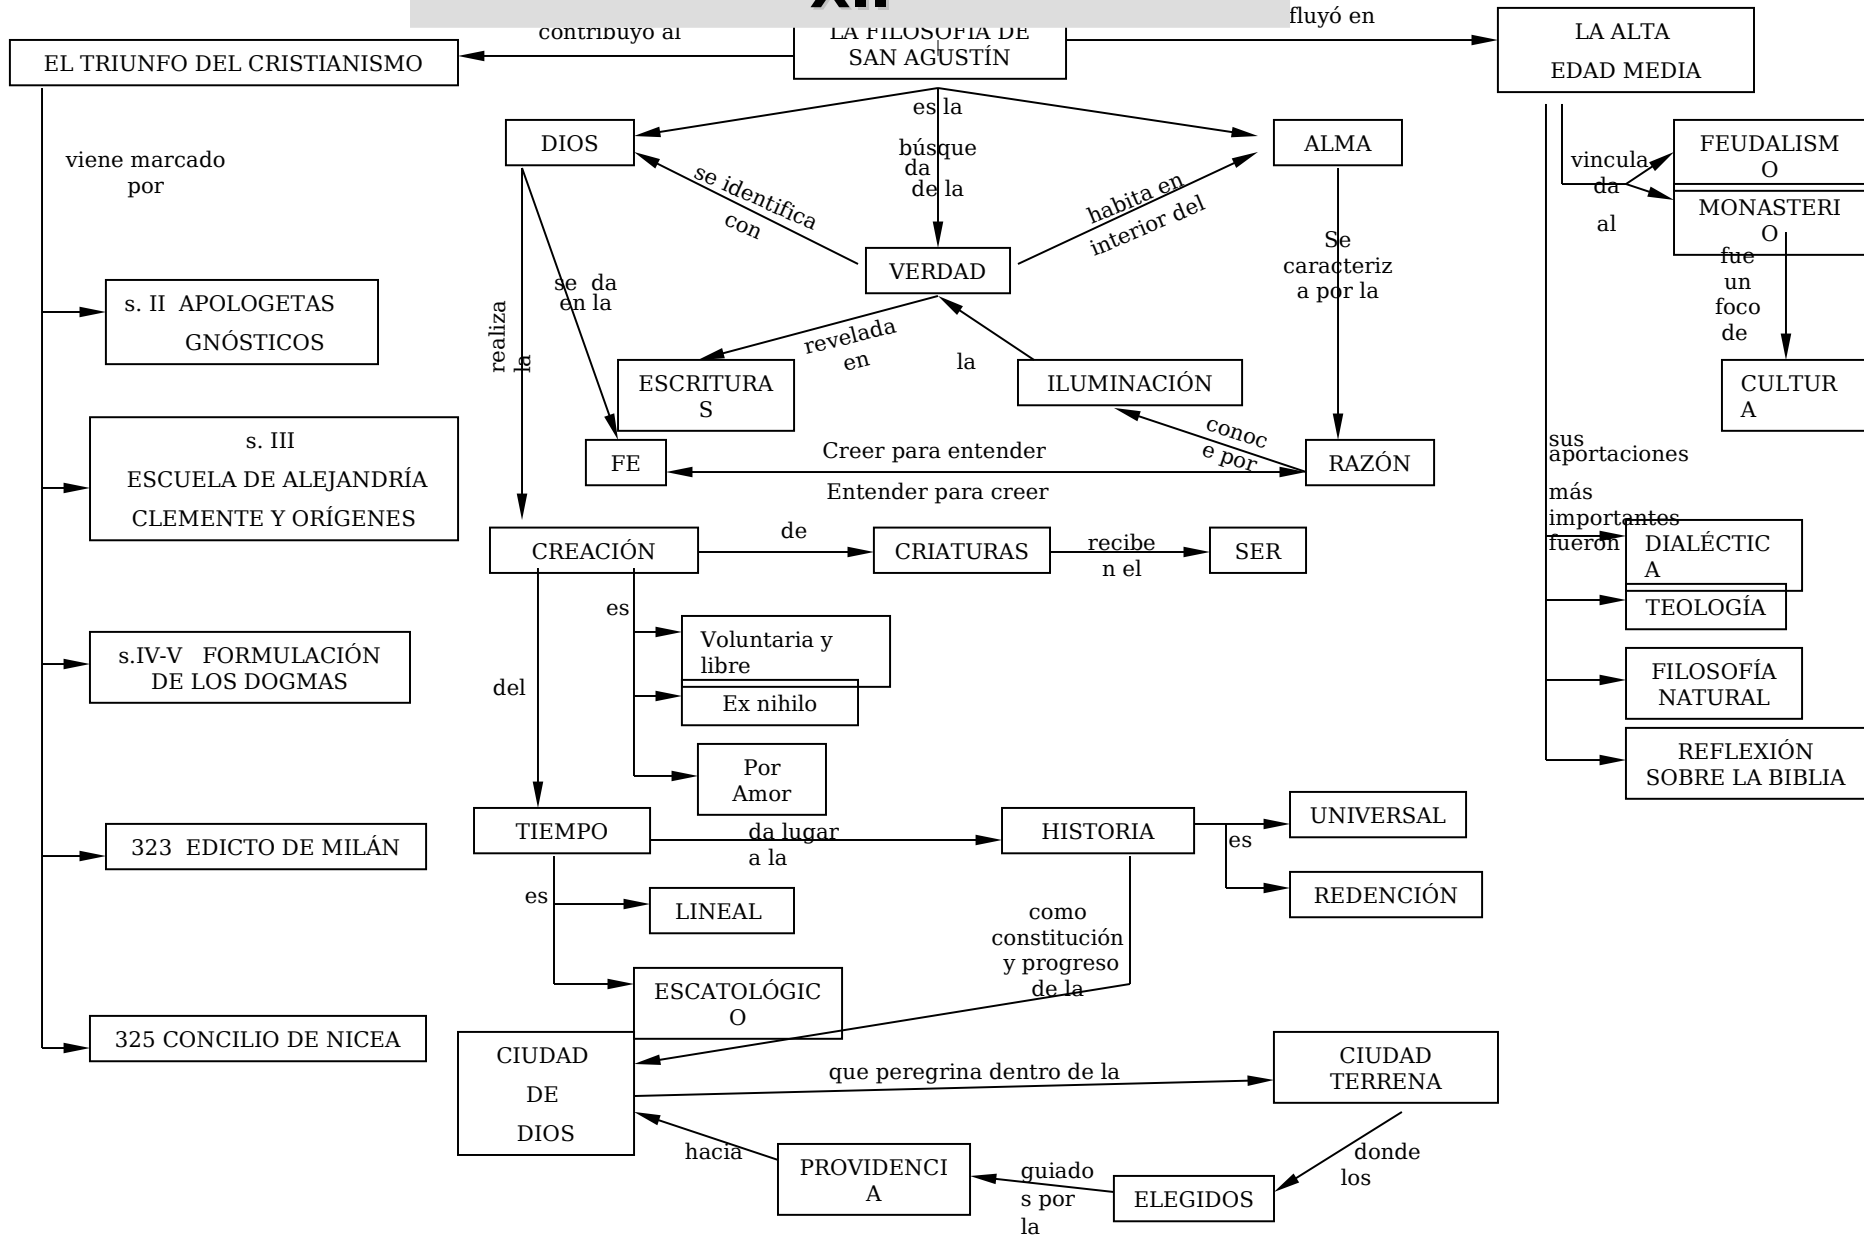 XII
contribuyó al
LA FILOSOFÍA DE
SAN AGUSTÍN
fluyó en
EL TRIUNFO DEL CRISTIANISMO
LA ALTA
EDAD MEDIA
viene marcado
por
s. II  APOLOGETAS
GNÓSTICOS
s. III
ESCUELA DE ALEJANDRÍA
CLEMENTE Y ORÍGENES
s.IV-V   FORMULACIÓN
DE LOS DOGMAS
323  EDICTO DE MILÁN
325 CONCILIO DE NICEA
es la
búsque
da
de la
DIOS
ALMA
se identifica
con
habita en
interior del
VERDAD
realiza
la
se  da
en la
revelada
en
la
Se
caracteriz
a por la
ESCRITURA
S
ILUMINACIÓN
conoc
e por
FE
Creer para entender
Entender para creer
RAZÓN
CREACIÓN
de
CRIATURAS
recibe
n el
SER
es
Voluntaria y
libre
Ex nihilo
Por
Amor
del
TIEMPO
da lugar
a la
HISTORIA
es
UNIVERSAL
REDENCIÓN
es
LINEAL
ESCATOLÓGIC
O
como
constitución
y progreso
de la
CIUDAD
DE
DIOS
que peregrina dentro de la
CIUDAD
TERRENA
hacia
PROVIDENCI
A
guiado
s por
la
ELEGIDOS
donde
los
vincula
da
al
FEUDALISM
O
MONASTERI
O
fue
un
foco
de
CULTUR
A
sus
aportaciones
más
importantes
fueron
DIALÉCTIC
A
TEOLOGÍA
FILOSOFÍA
NATURAL
REFLEXIÓN
SOBRE LA BIBLIA